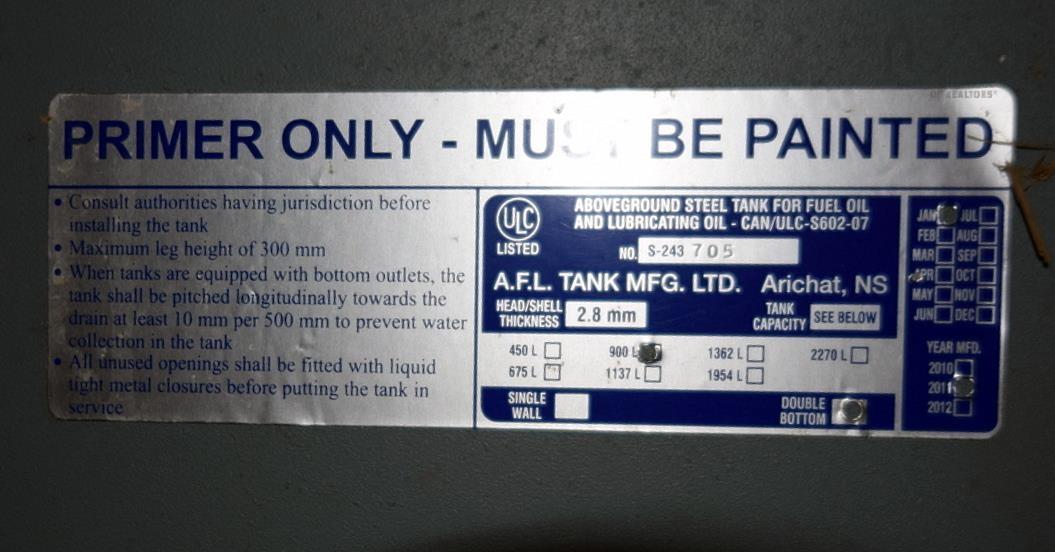 OF REALTORS®
PRIMER ONLY - MUST BE PAINTED
• Consult authorities having jurisdiction before
installing the tank
• Maximum leg height of 300 mm
• When tanks are equipped with bottom outlets, the
tank shall be pitched longitudinally towards the
drain at least 10 mm per 500 mm to prevent water
collection in the tank
• All unused openings shall be fitted with liquid
tight metal closures before putting the tank in
service
ULC
LISTED
ABOVEGROUND STEEL TANK FOR FUEL OIL
AND LUBRICATING OIL - CAN/ULC-S602-07
NO. S-243 705
A.F.L. TANK MFG. LTD. Arichat, NS
HEAD/SHELL
THICKNESS
2.8 mm
TANK
CAPACITY
SEE BELOW
450 L 900 L 1362 L 2270 L
675 L 1137 L 1954 L
SINGLE
WALL
DOUBLE
BOTTOM
JAN JUL
FEB AUG
MAR SEP
APR OCT
MAY NOV
JUN DEC
YEAR MFD.
2010
2011
2012